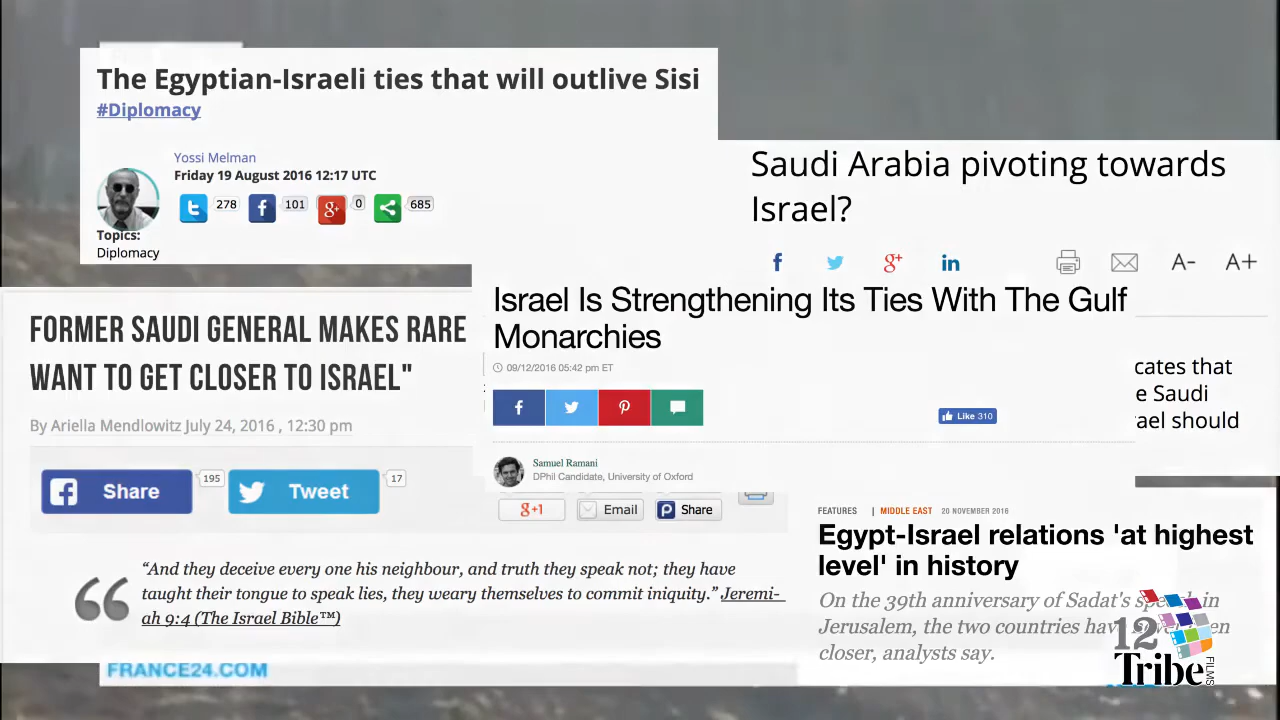 The Egyptian-Israeli ties that will outlive Sisi
#Diplomacy
Yossi Melman
Friday 19 August 2016 12:17 UTC
278 101 g+ 0 685
Topics:
Diplomacy
Saudi Arabia pivoting towards
Israel?
f g+ in A- A+
cates that
e Saudi
ael should
FORMER SAUDI GENERAL MAKES RARE
WANT TO GET CLOSER TO ISRAEL"
By Ariella Mendlowitz July 24, 2016 , 12:30 pm
Share 195 Tweet 17
g+1 Email Share
“And they deceive every one his neighbour, and truth they speak not; they have
taught their tongue to speak lies, they weary themselves to commit iniquity.” Jeremi-
ah 9:4 (The Israel Bible™)
FRANCE24.COM
Israel Is Strengthening Its Ties With The Gulf
Monarchies
09/12/2016 05:42 pm ET
Like 310
Samuel Ramani
DPhil Candidate, University of Oxford
FEATURES | MIDDLE EAST 20 NOVEMBER 2016
Egypt-Israel relations 'at highest
level' in history
On the 39th anniversary of Sadat's speech in
Jerusalem, the two countries have never been
closer, analysts say.
12
Tribe
FILMS